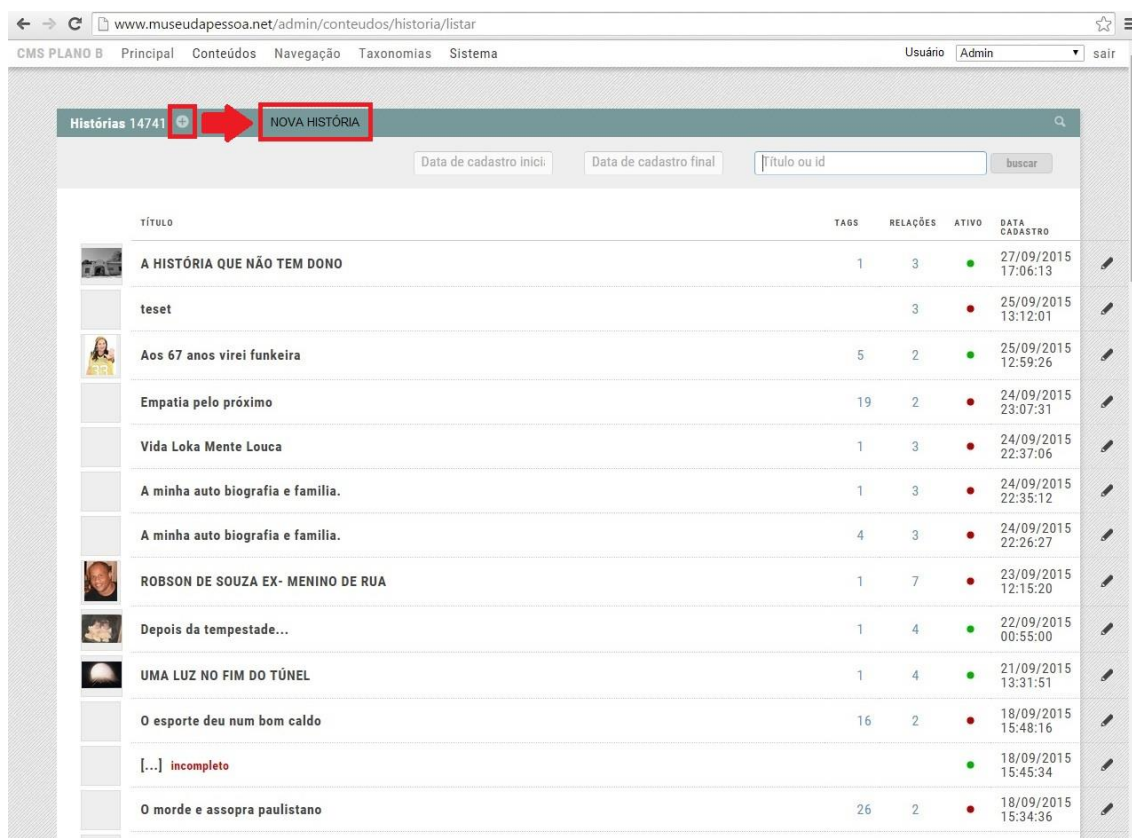 www.museudapessoa.net/admin/conteudos/historia/listar
CMS PLANO B Principal Conteúdos Navegação Taxonomias Sistema Usuário Admin sair
Histórias 14741 NOVA HISTÓRIA
Data de cadastro inici Data de cadastro final Título ou id buscar
TÍTULO TAGS RELAÇÕES ATIVO DATA
CADASTRO
A HISTÓRIA QUE NÃO TEM DONO 1 3 27/09/2015
17:06:13
teset 3 25/09/2015
13:12:01
Aos 67 anos virei funkeira 5 2 25/09/2015
12:59:26
Empatia pelo próximo 19 2 24/09/2015
23:07:31
Vida Loka Mente Louca 1 3 24/09/2015
22:37:06
A minha auto biografia e familia. 1 3 24/09/2015
22:35:12
A minha auto biografia e familia. 4 3 24/09/2015
22:26:27
ROBSON DE SOUZA EX- MENINO DE RUA 1 7 23/09/2015
12:15:20
Depois da tempestade... 1 4 22/09/2015
00:55:00
UMA LUZ NO FIM DO TÚNEL 1 4 21/09/2015
13:31:51
O esporte deu num bom caldo 16 2 18/09/2015
15:48:16
[...] incompleto 18/09/2015
15:45:34
O morde e assopra paulistano 26 2 18/09/2015
15:34:36